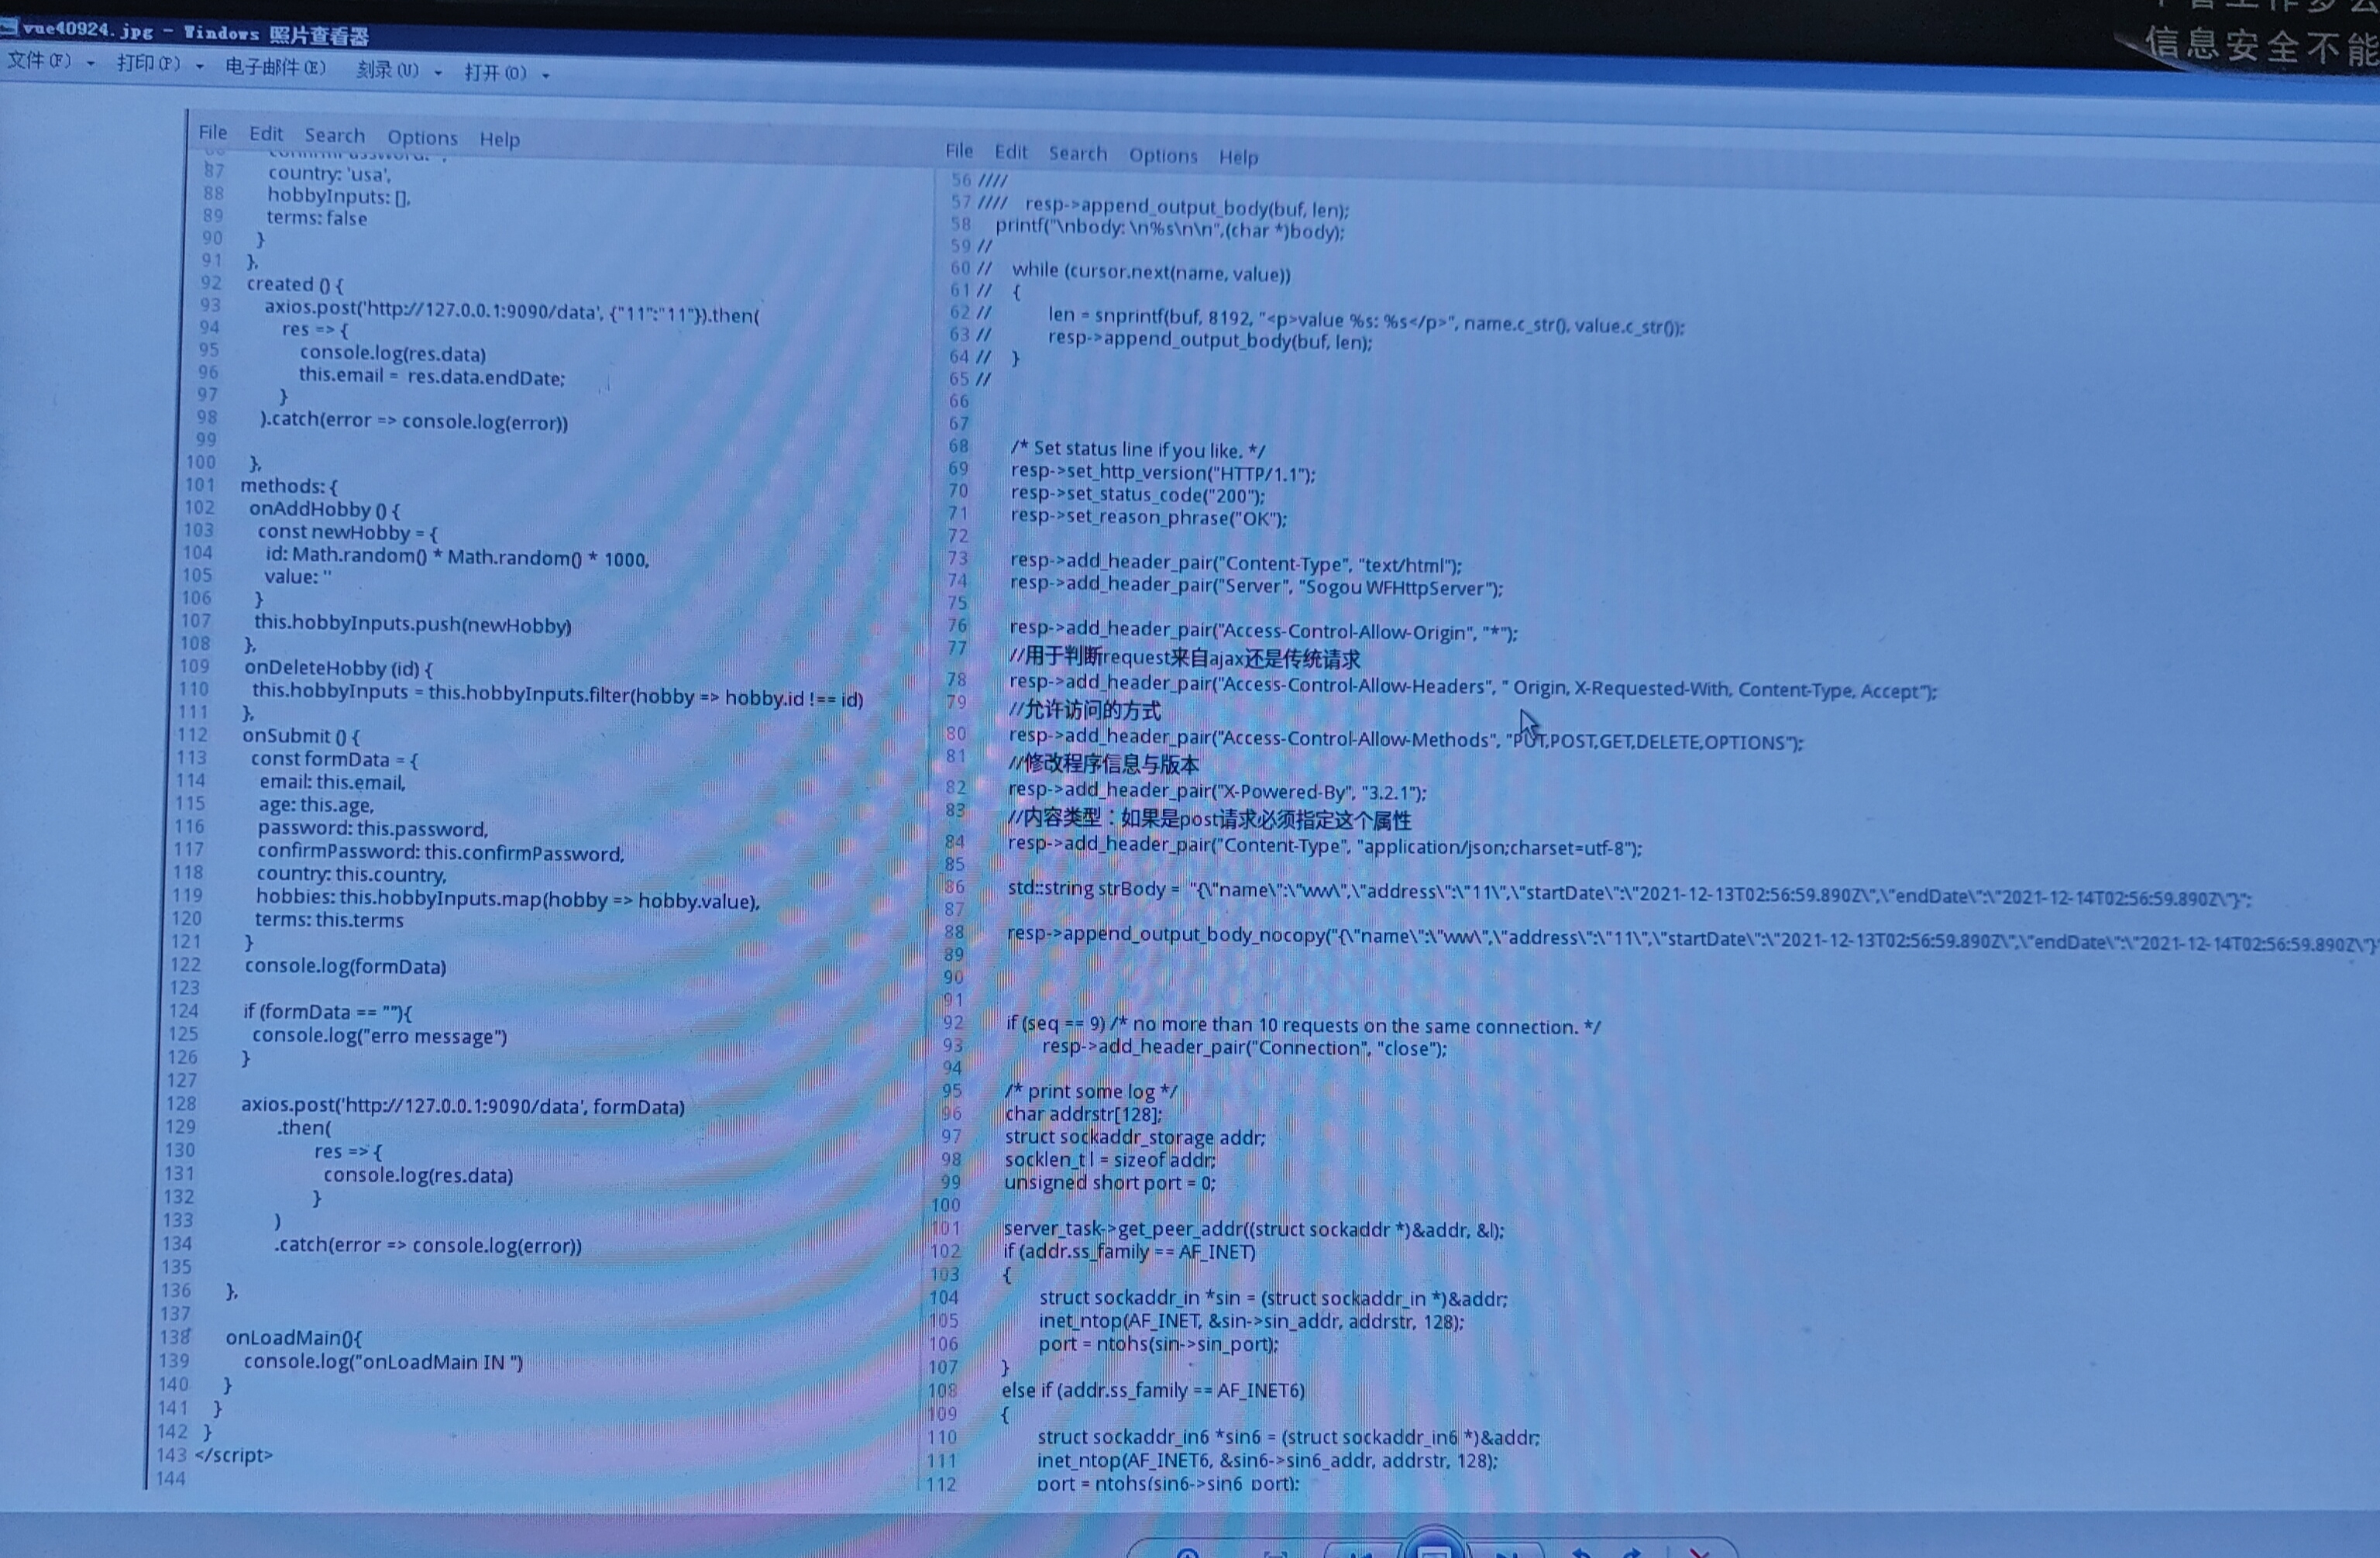 信息安全不能
vue40924.jpg - Windows 照片查看器
文件(F) 打印(P) 电子邮件(E) 刻录(U) 打开(O)
File Edit Search Options Help
87 country: 'usa',
88 hobbyInputs: [],
89 terms: false
90 }
91 },
92 created () {
93 axios.post('http://127.0.0.1:9090/data', {"11":"11"}).then(
94 res => {
95 console.log(res.data)
96 this.email = res.data.endDate;
97 }
98 ).catch(error => console.log(error))
99
100 },
101 methods: {
102 onAddHobby () {
103 const newHobby = {
104 id: Math.random() * Math.random() * 1000,
105 value: ''
106 }
107 this.hobbyInputs.push(newHobby)
108 },
109 onDeleteHobby (id) {
110 this.hobbyInputs = this.hobbyInputs.filter(hobby => hobby.id !== id)
111 },
112 onSubmit () {
113 const formData = {
114 email: this.email,
115 age: this.age,
116 password: this.password,
117 confirmPassword: this.confirmPassword,
118 country: this.country,
119 hobbies: this.hobbyInputs.map(hobby => hobby.value),
120 terms: this.terms
121 }
122 console.log(formData)
123
124 if (formData == ""){
125 console.log("erro message")
126 }
127
128 axios.post('http://127.0.0.1:9090/data', formData)
129 .then(
130 res => {
131 console.log(res.data)
132 }
133 )
134 .catch(error => console.log(error))
135
136 },
137
138 onLoadMain(){
139 console.log("onLoadMain IN ")
140 }
141 }
142 }
143 </script>
144
File Edit Search Options Help
56 ////
57 //// resp->append_output_body(buf, len);
58 printf("\nbody: \n%s\n\n",(char *)body);
59 //
60 // while (cursor.next(name, value))
61 // {
62 // len = snprintf(buf, 8192, "<p>value %s: %s</p>", name.c_str(), value.c_str());
63 // resp->append_output_body(buf, len);
64 // }
65 //
66
67
68 /* Set status line if you like. */
69 resp->set_http_version("HTTP/1.1");
70 resp->set_status_code("200");
71 resp->set_reason_phrase("OK");
72
73 resp->add_header_pair("Content-Type", "text/html");
74 resp->add_header_pair("Server", "Sogou WFHttpServer");
75
76 resp->add_header_pair("Access-Control-Allow-Origin", "*");
77 //用于判断request来自ajax还是传统请求
78 resp->add_header_pair("Access-Control-Allow-Headers", " Origin, X-Requested-With, Content-Type, Accept");
79 //允许访问的方式
80 resp->add_header_pair("Access-Control-Allow-Methods", "PUT,POST,GET,DELETE,OPTIONS");
81 //修改程序信息与版本
82 resp->add_header_pair("X-Powered-By", "3.2.1");
83 //内容类型：如果是post请求必须指定这个属性
84 resp->add_header_pair("Content-Type", "application/json;charset=utf-8");
85
86 std::string strBody = "{\"name\":\"ww\",\"address\":\"11\",\"startDate\":\"2021-12-13T02:56:59.890Z\",\"endDate\":\"2021-12-14T02:56:59.890Z\"}";
87
88 resp->append_output_body_nocopy("{\"name\":\"ww\",\"address\":\"11\",\"startDate\":\"2021-12-13T02:56:59.890Z\",\"endDate\":\"2021-12-14T02:56:59.890Z\"}
89
90
91
92 if (seq == 9) /* no more than 10 requests on the same connection. */
93 resp->add_header_pair("Connection", "close");
94
95 /* print some log */
96 char addrstr[128];
97 struct sockaddr_storage addr;
98 socklen_t l = sizeof addr;
99 unsigned short port = 0;
100
101 server_task->get_peer_addr((struct sockaddr *)&addr, &l);
102 if (addr.ss_family == AF_INET)
103 {
104 struct sockaddr_in *sin = (struct sockaddr_in *)&addr;
105 inet_ntop(AF_INET, &sin->sin_addr, addrstr, 128);
106 port = ntohs(sin->sin_port);
107 }
108 else if (addr.ss_family == AF_INET6)
109 {
110 struct sockaddr_in6 *sin6 = (struct sockaddr_in6 *)&addr;
111 inet_ntop(AF_INET6, &sin6->sin6_addr, addrstr, 128);
112 port = ntohs(sin6->sin6_port);